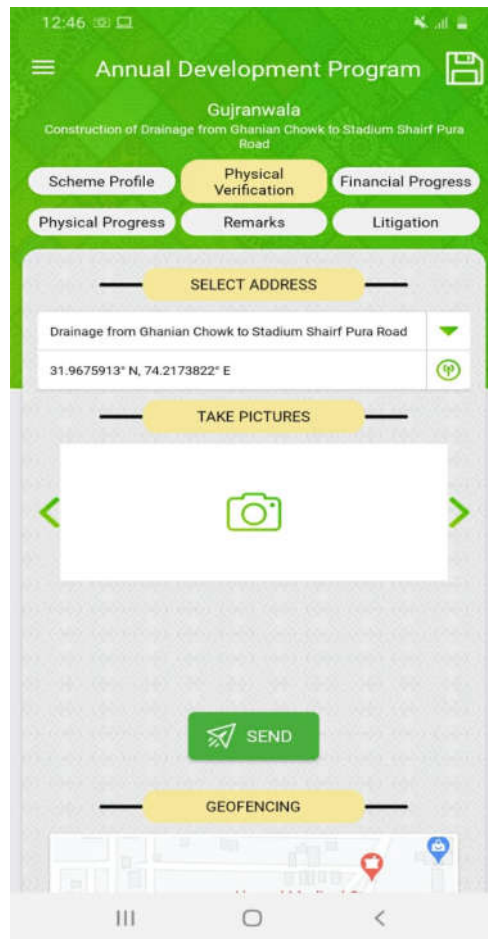 12:46
Annual Development Program
Gujranwala
Construction of Drainage from Ghanian Chowk to Stadium Shairf Pura
Road
Scheme Profile
Physical
Verification
Financial Progress
Physical Progress
Remarks
Litigation
SELECT ADDRESS
Drainage from Ghanian Chowk to Stadium Shairf Pura Road
31.9675913° N, 74.2173822° E
TAKE PICTURES
SEND
GEOFENCING